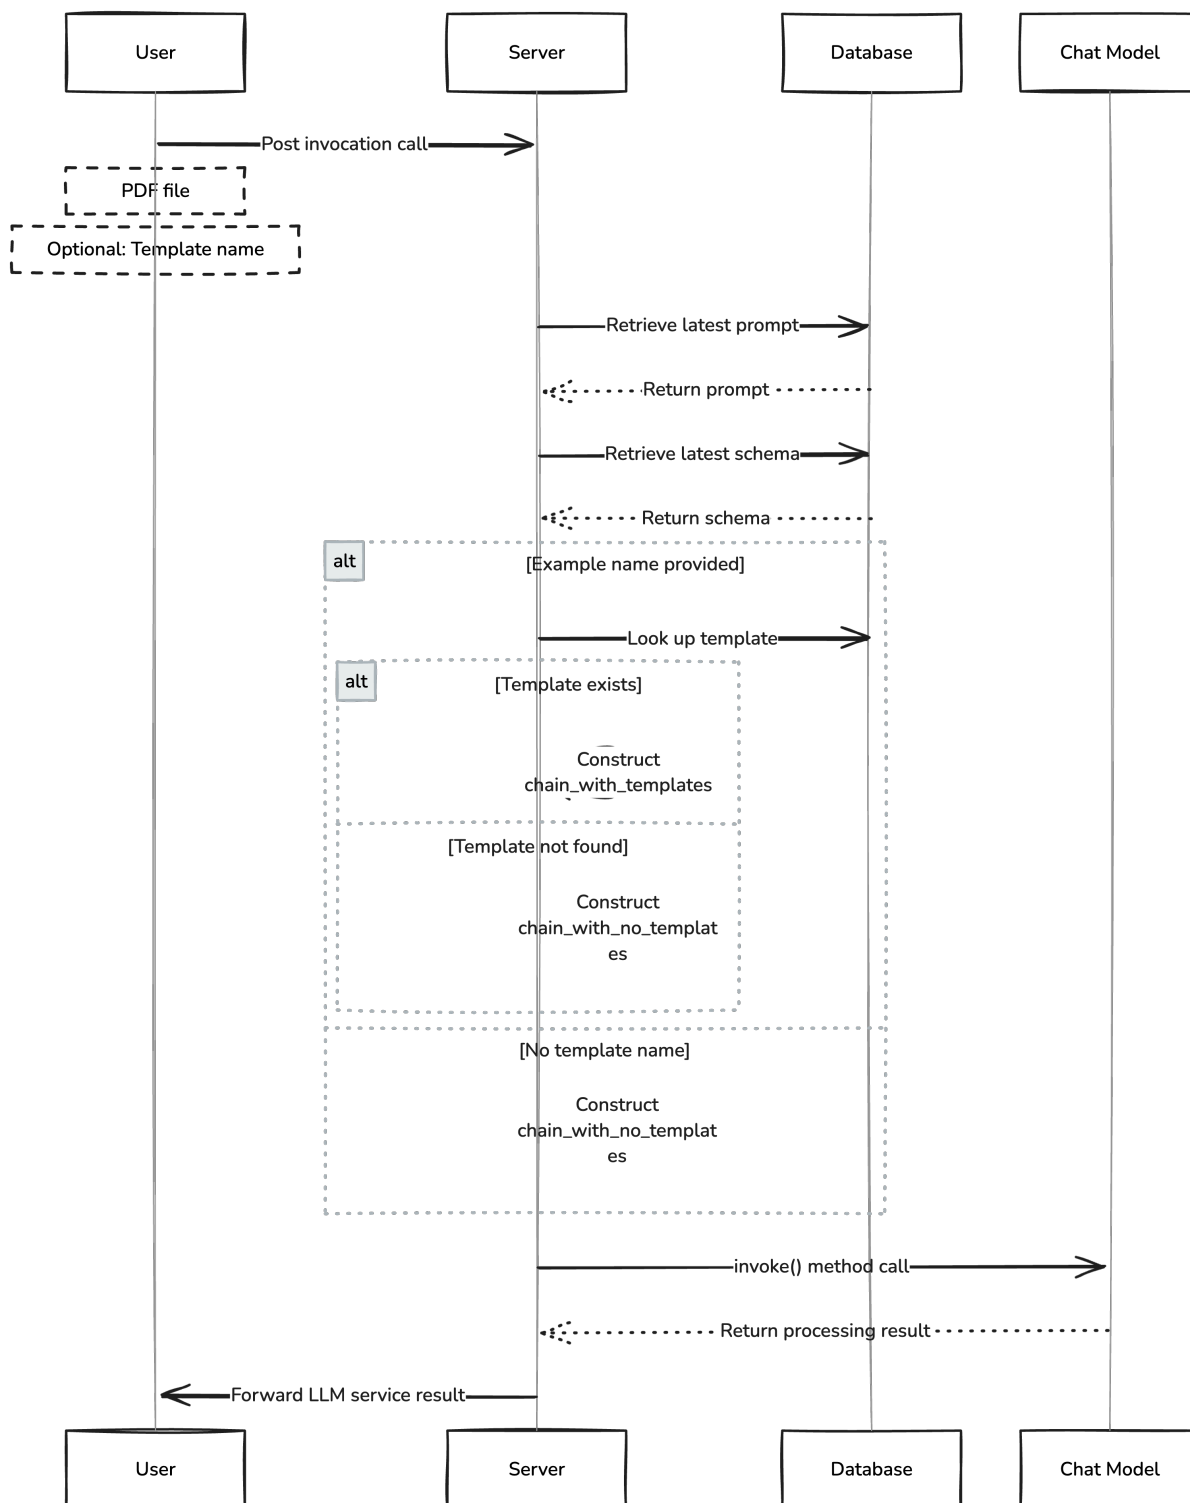 User
Server
Database
Chat Model
Post invocation call
PDF file
Optional: Template name
Retrieve latest prompt
Return prompt
Retrieve latest schema
Return schema
alt
[Example name provided]
Look up template
alt
[Template exists]
Construct
chain_with_templates
[Template not found]
Construct
chain_with_no_templat
es
[No template name]
Construct
chain_with_no_templat
es
invoke() method call
Return processing result
Forward LLM service result
User
Server
Database
Chat Model